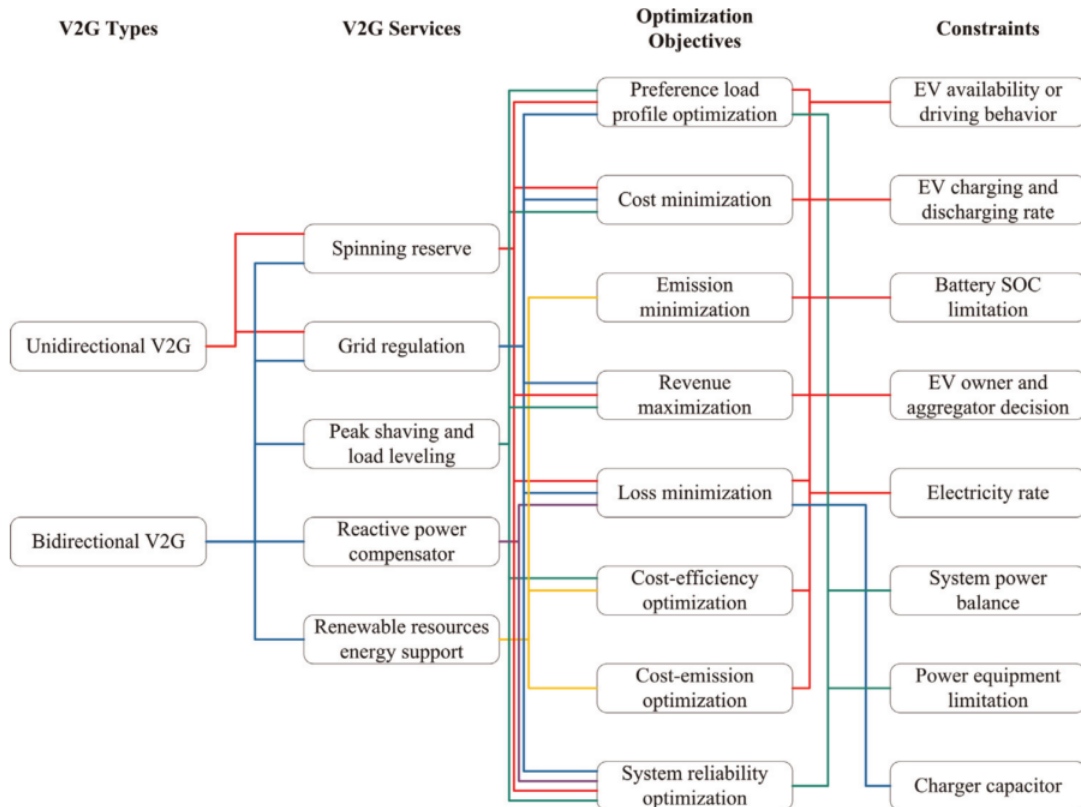 V2G Types
V2G Services
Optimization
Objectives
Constraints
Unidirectional V2G
Bidirectional V2G
Spinning reserve
Grid regulation
Peak shaving and
load leveling
Reactive power
compensator
Renewable resources
energy support
Preference load
profile optimization
Cost minimization
Emission
minimization
Revenue
maximization
Loss minimization
Cost-efficiency
optimization
Cost-emission
optimization
System reliability
optimization
EV availability or
driving behavior
EV charging and
discharging rate
Battery SOC
limitation
EV owner and
aggregator decision
Electricity rate
System power
balance
Power equipment
limitation
Charger capacitor